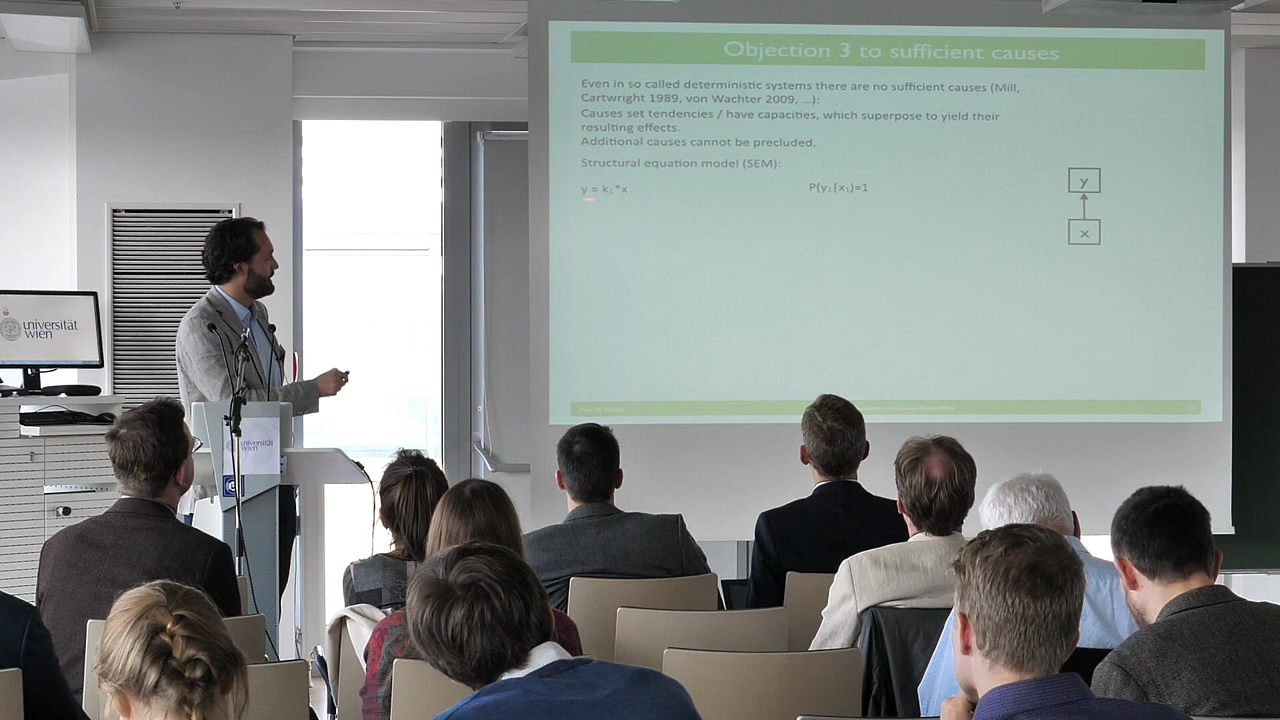 Objection 3 to sufficient causes
Even in so called deterministic systems there are no sufficient causes (Mill,
Cartwright 1989, von Wachter 2009, ...):
Causes set tendencies / have capacities, which superpose to yield their
resulting effects.
Additional causes cannot be precluded.
Structural equation model (SEM):
y = k₁*x
P(y₁|x₁)=1
y
x
universität
wien
universität
wien